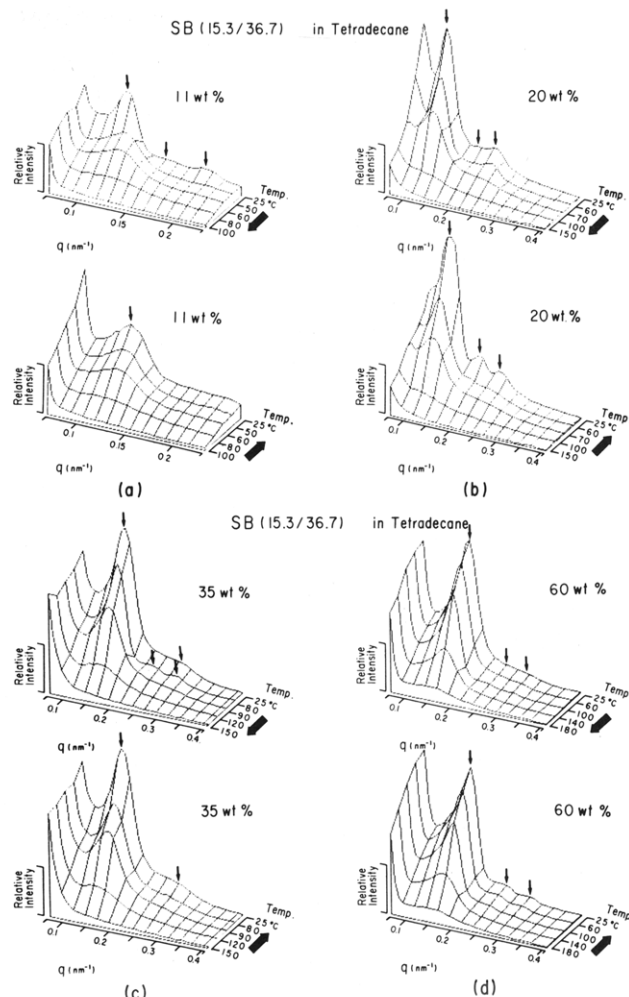 SB (15.3/36.7) in Tetradecane
11 wt %
Relative Intensity
0.1
0.15
0.2
q (nm⁻¹)
Temp.
25 °C
50
60
80
100
20 wt %
Relative Intensity
0.1
0.2
0.3
0.4
q (nm⁻¹)
Temp.
25 °C
60
70
90
150
11 wt %
Relative Intensity
0.1
0.15
0.2
q (nm⁻¹)
Temp.
25 °C
50
60
80
100
20 wt.%
Relative Intensity
0.1
0.2
0.3
0.4
q (nm⁻¹)
Temp.
25 °C
60
70
90
150
(a)
(b)
SB (15.3/36.7) in Tetradecane
35 wt %
Relative Intensity
0.1
0.2
0.3
0.4
q (nm⁻¹)
Temp.
25 °C
80
90
120
150
60 wt %
Relative Intensity
0.1
0.2
0.3
0.4
q (nm⁻¹)
Temp.
25 °C
60
100
140
180
35 wt %
Relative Intensity
0.1
0.2
0.3
0.4
q (nm⁻¹)
Temp.
25 °C
80
90
120
150
60 wt %
Relative Intensity
0.1
0.2
0.3
0.4
q (nm⁻¹)
Temp.
25 °C
60
100
140
180
(c)
(d)